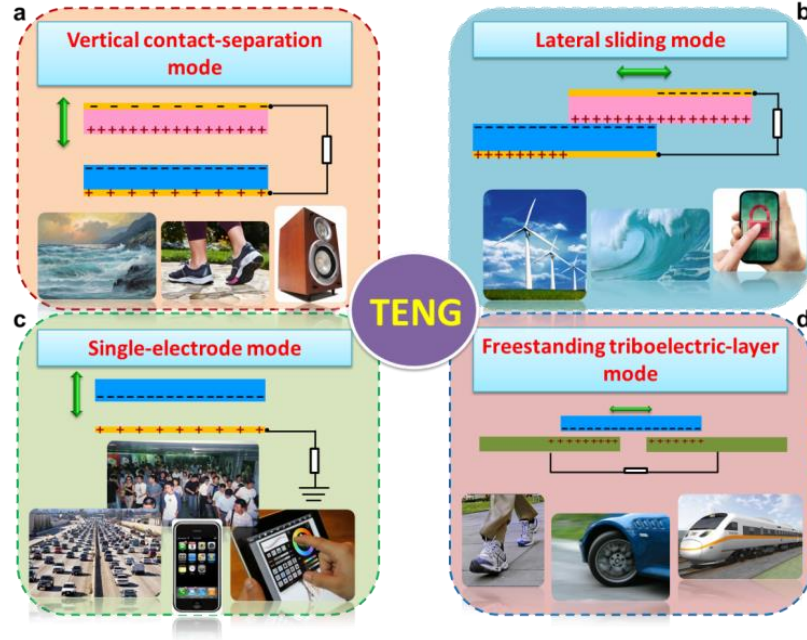 a
Vertical contact-separation
mode
b
Lateral sliding mode
TENG
c
Single-electrode mode
d
Freestanding triboelectric-layer
mode